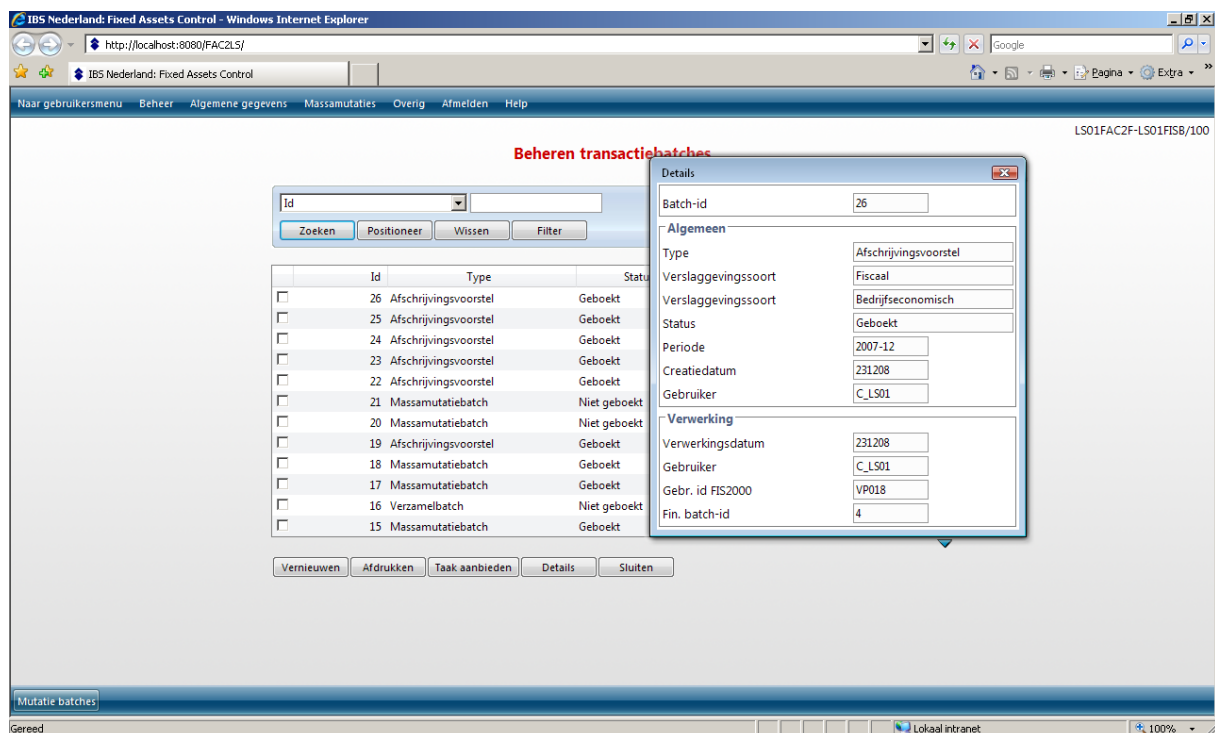 IBS Nederland: Fixed Assets Control - Windows Internet Explorer
http://localhost:8080/FAC2LS/
Google
IBS Nederland: Fixed Assets Control
Pagina
Extra
Naar gebruikersmenu Beheer Algemene gegevens Massamutaties Overig Afmelden Help
LS01FAC2F-LS01FISB/100
Beheren transactiebatches
Id
Zoeken Positioneer Wissen Filter
Id Type Statu
26 Afschrijvingsvoorstel Geboekt
25 Afschrijvingsvoorstel Geboekt
24 Afschrijvingsvoorstel Geboekt
23 Afschrijvingsvoorstel Geboekt
22 Afschrijvingsvoorstel Geboekt
21 Massamutatiebatch Niet geboekt
20 Massamutatiebatch Niet geboekt
19 Afschrijvingsvoorstel Geboekt
18 Massamutatiebatch Geboekt
17 Massamutatiebatch Geboekt
16 Verzamelbatch Niet geboekt
15 Massamutatiebatch Geboekt
Vernieuwen Afdrukken Taak aanbieden Details Sluiten
Details
Batch-id 26
Algemeen
Type Afschrijvingsvoorstel
Verslaggevingssoort Fiscaal
Verslaggevingssoort Bedrijfseconomisch
Status Geboekt
Periode 2007-12
Creatiedatum 231208
Gebruiker C_LS01
Verwerking
Verwerkingsdatum 231208
Gebruiker C_LS01
Gebr. id FIS2000 VP018
Fin. batch-id 4
Mutatie batches
Gereed
Lokaal intranet
100%